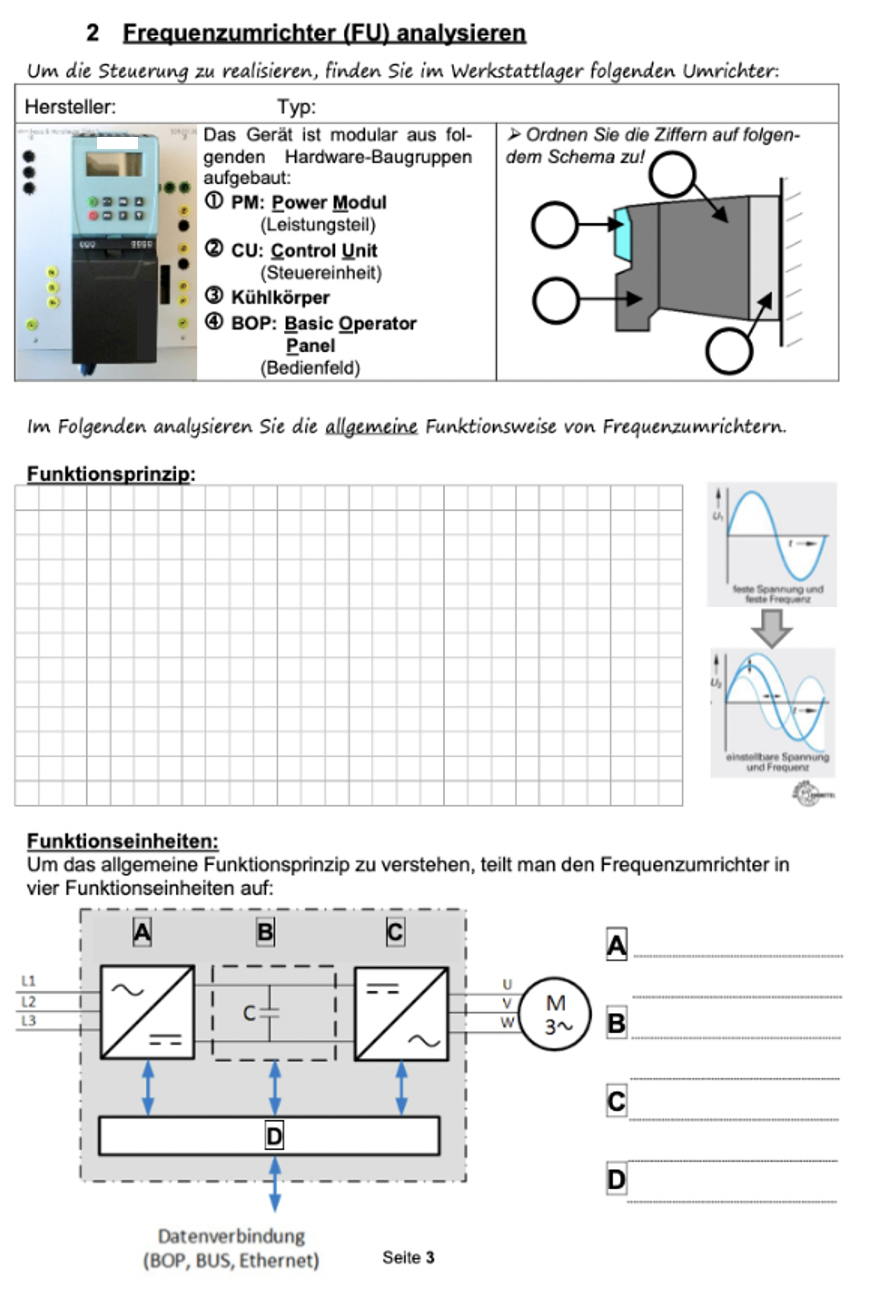 2 Frequenzumrichter (FU) analysieren
Um die Steuerung zu realisieren, finden Sie im Werkstattlager folgenden Umrichter:
Hersteller: Typ:
Das Gerät ist modular aus fol-
genden Hardware-Baugruppen
aufgebaut:
① PM: Power Modul
(Leistungsteil)
② CU: Control Unit
(Steuereinheit)
③ Kühlkörper
④ BOP: Basic Operator
Panel
(Bedienfeld)
➢ Ordnen Sie die Ziffern auf folgen-
dem Schema zu!
Im Folgenden analysieren Sie die allgemeine Funktionsweise von Frequenzumrichtern.
Funktionsprinzip:
U₁
t
feste Spannung und
feste Frequenz
U₂
t
einstellbare Spannung
und Frequenz
Funktionseinheiten:
Um das allgemeine Funktionsprinzip zu verstehen, teilt man den Frequenzumrichter in
vier Funktionseinheiten auf:
A B C
L1
L2
L3
C
U
V
W
M
3~
D
A
B
C
D
Datenverbindung
(BOP, BUS, Ethernet)
Seite 3